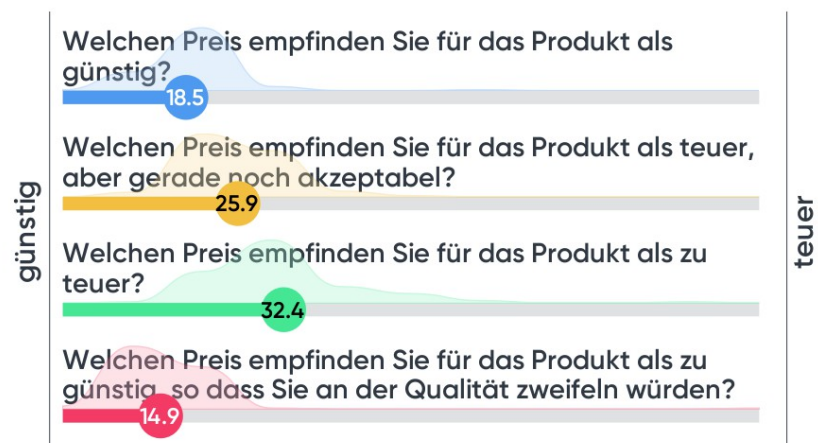 Welchen Preis empfinden Sie für das Produkt als
günstig?
18.5
Welchen Preis empfinden Sie für das Produkt als teuer,
aber gerade noch akzeptabel?
25.9
Welchen Preis empfinden Sie für das Produkt als zu
teuer?
32.4
Welchen Preis empfinden Sie für das Produkt als zu
günstig, so dass Sie an der Qualität zweifeln würden?
14.9
günstig
teuer